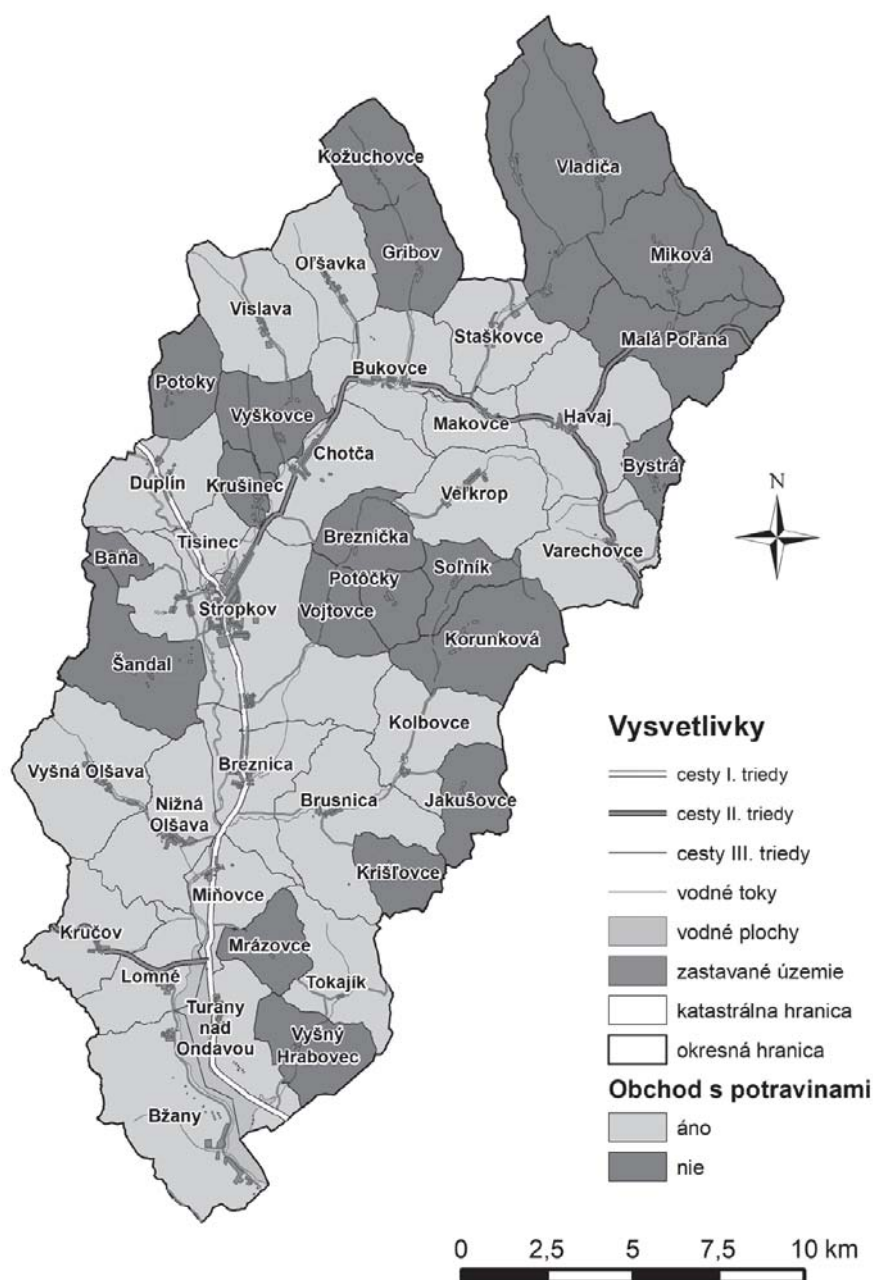 Kožuchovce
Vladiča
Gribov
Miková
Oľšavka
Vislava
Staškovce
Malá Poľana
Bukovce
Potoky
Vyškovce
Makovce
Havaj
Chotča
Bystrá
Duplín
Krušinec
Veľkrop
N
Breznička
Tisinec
Varechovce
Baňa
Soľník
Potôčky
Stropkov
Vojtovce
Korunková
Šandal
Kolbovce
Vyšná Olšava
Breznica
Nižná
Olšava
Brusnica
Jakušovce
Krišľovce
Miňovce
Kručov
Mrázovce
Lomné
Tokajík
Turany
nad
Ondavou
Vyšný
Hrabovec
Bžany
Vysvetlivky
cesty I. triedy
cesty II. triedy
cesty III. triedy
vodné toky
vodné plochy
zastavané územie
katastrálna hranica
okresná hranica
Obchod s potravinami
áno
nie
0 2,5 5 7,5 10 km